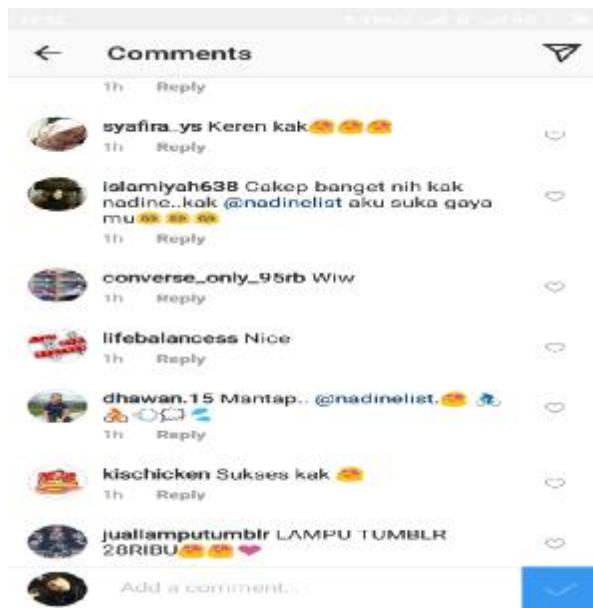 Comments
1h Reply
syafira_ys Keren kak😍😍😍
1h Reply
islamiyah638 Cakep banget nih kak
nadine..kak @nadinelist aku suka gaya
mu
1h Reply
converse_only_95rb Wiw
1h Reply
lifebalancess Nice
1h Reply
dhawan.15 Mantap.. @nadinelist.
1h Reply
kischicken Sukses kak 😍
1h Reply
juallamputumblr LAMPU TUMBLR
28RIBU
Add a comment...